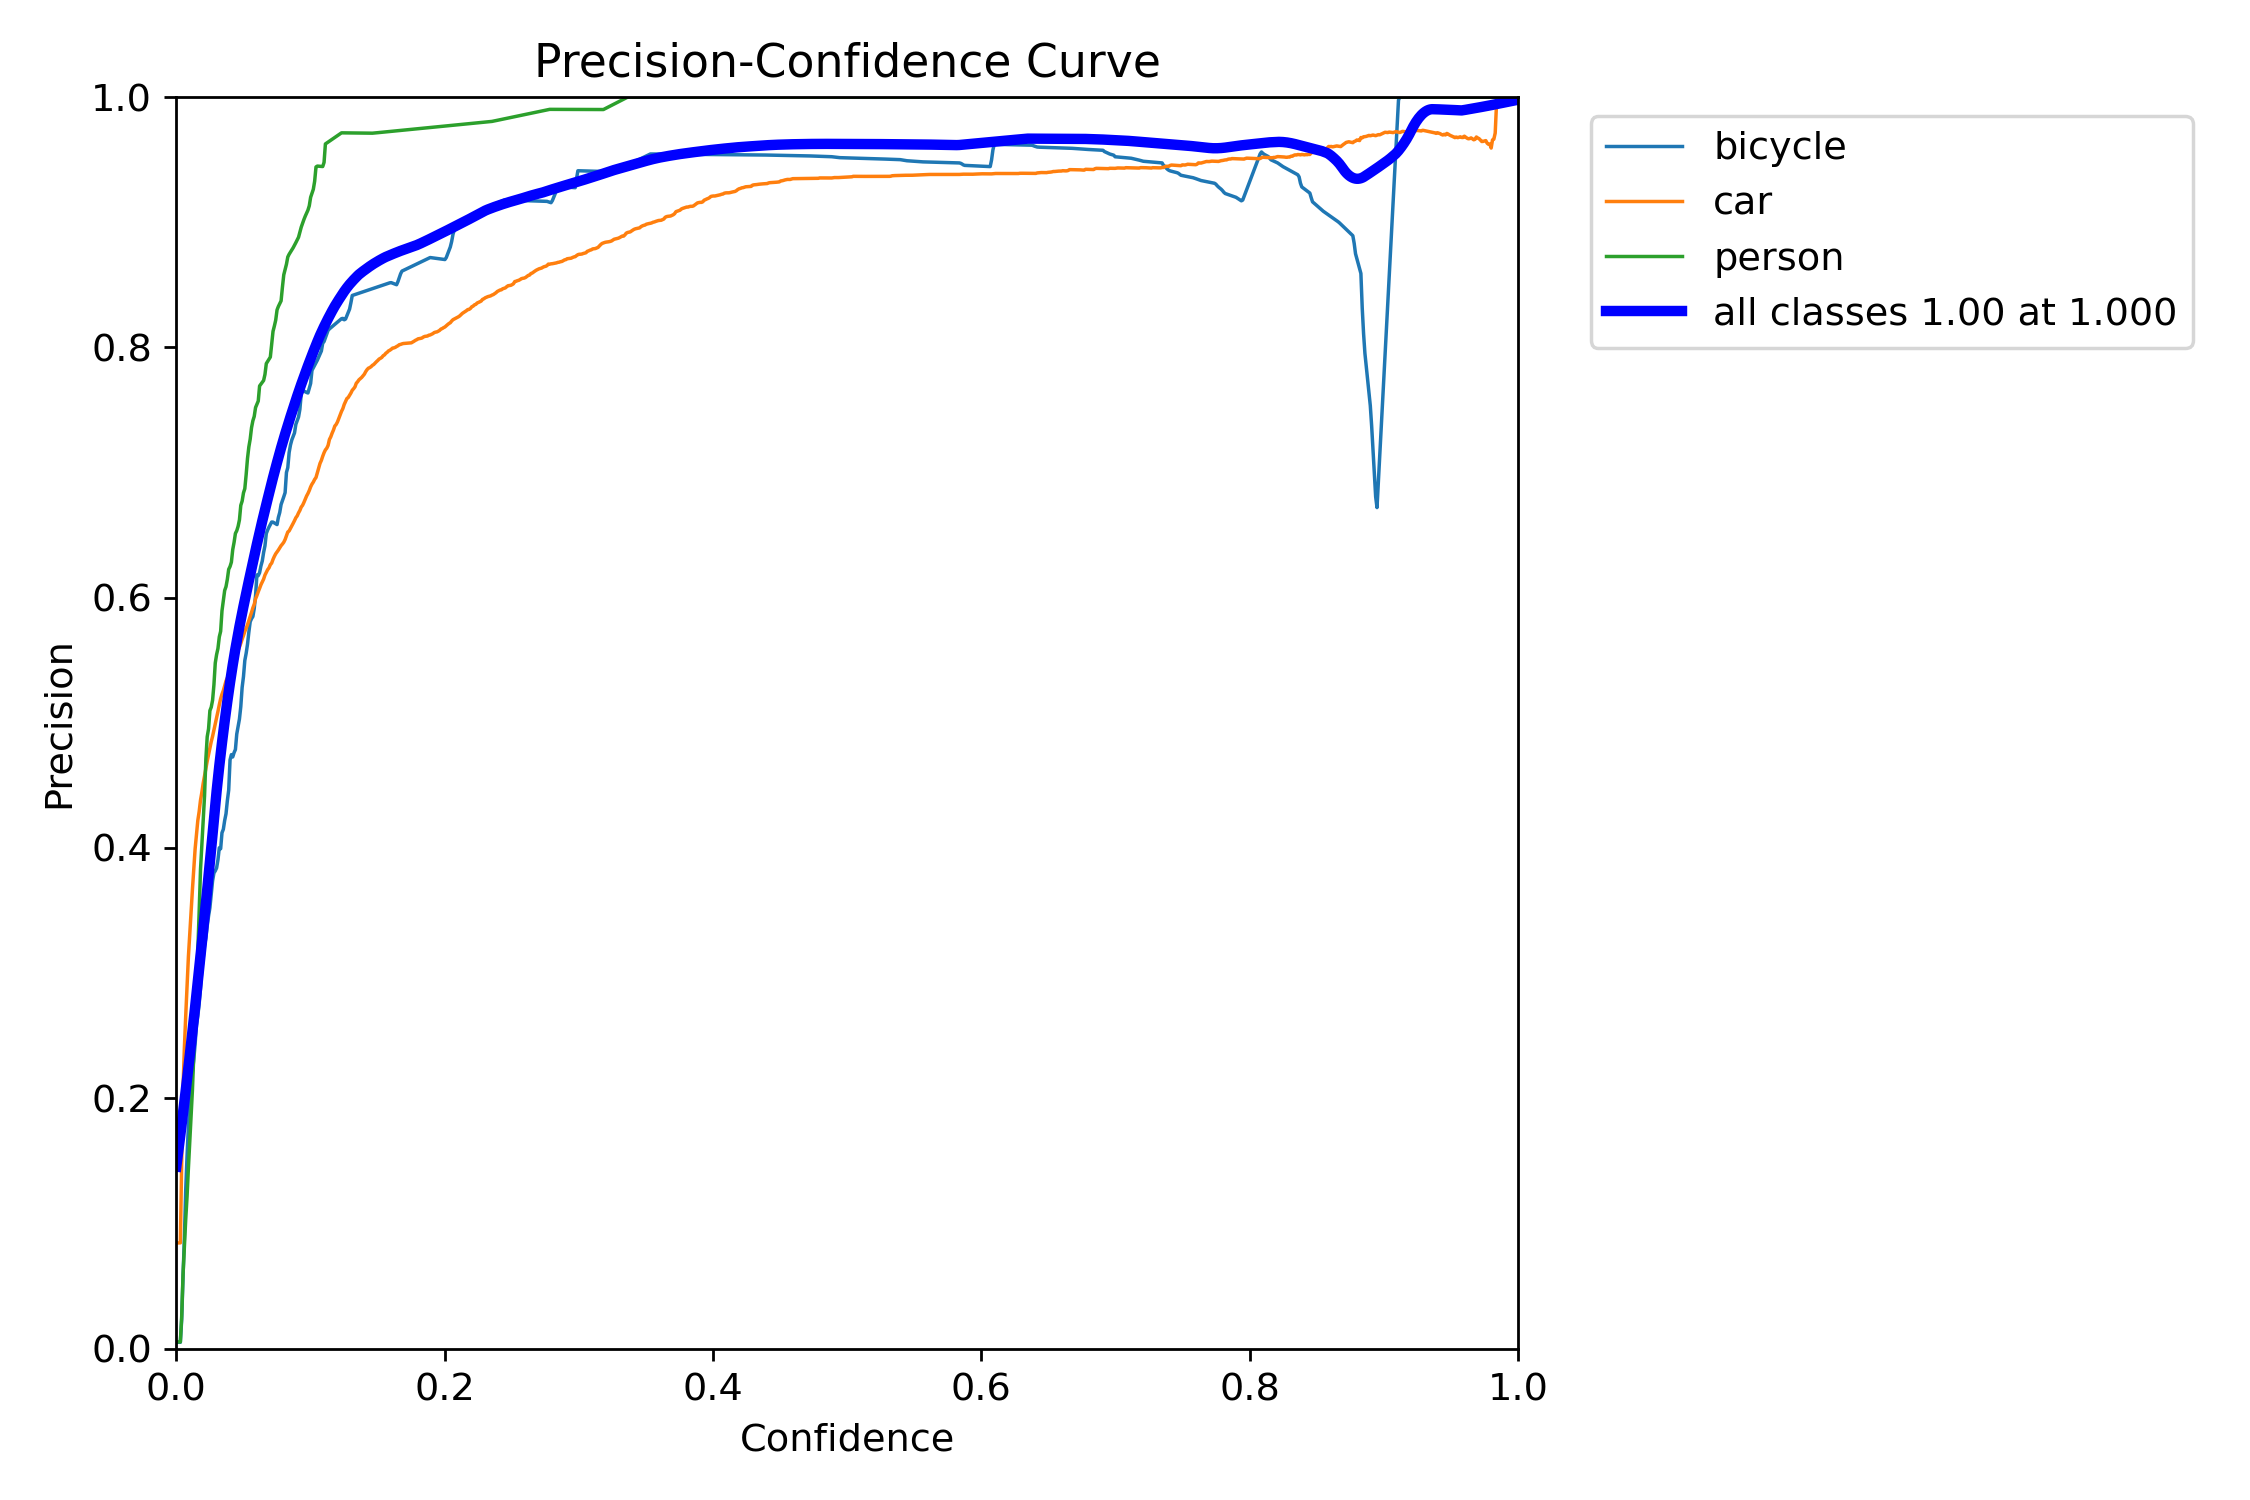 Precision-Confidence Curve
1.0
0.8
0.6
0.4
0.2
0.0
Precision
0.0 0.2 0.4 0.6 0.8 1.0
Confidence
bicycle
car
person
all classes 1.00 at 1.000